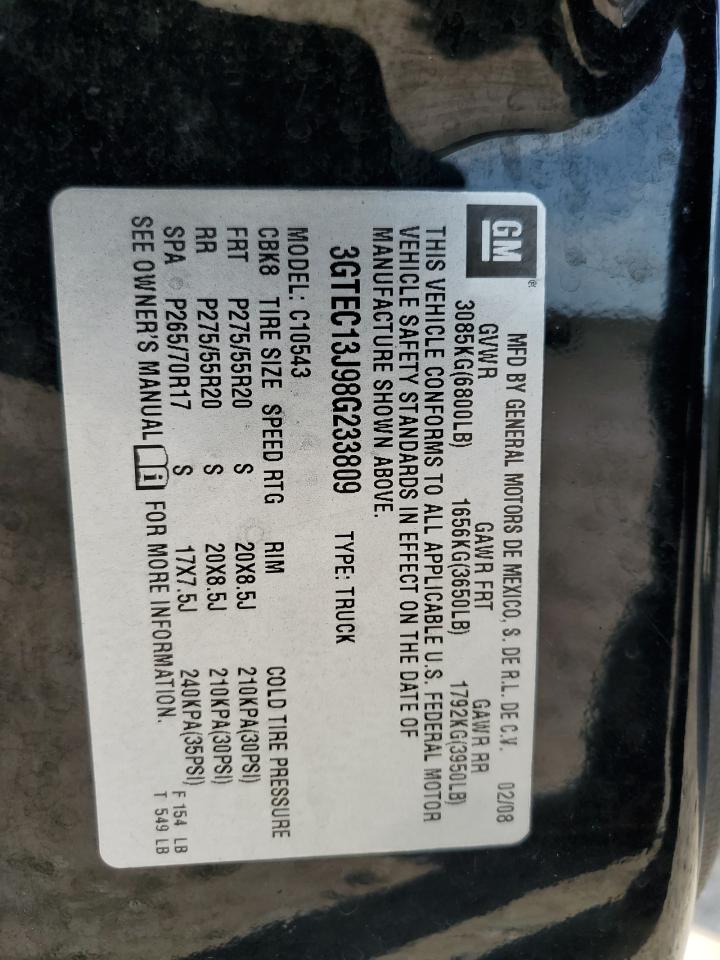 GM®
MFD BY GENERAL MOTORS DE MEXICO, S. DE R.L. DE C.V. 02/08
GVWR GAWR FRT GAWR RR
3085KG(6800LB) 1656KG(3650LB) 1792KG(3950LB)
THIS VEHICLE CONFORMS TO ALL APPLICABLE U.S. FEDERAL MOTOR
VEHICLE SAFETY STANDARDS IN EFFECT ON THE DATE OF
MANUFACTURE SHOWN ABOVE.
3GTEC13J98G233809 TYPE: TRUCK
MODEL: C10543
CBK8 TIRE SIZE SPEED RTG RIM COLD TIRE PRESSURE
FRT P275/55R20 S 20X8.5J 210KPA(30PSI)
RR P275/55R20 S 20X8.5J 210KPA(30PSI)
SPA P265/70R17 S 17X7.5J 240KPA(35PSI)
SEE OWNER'S MANUAL i FOR MORE INFORMATION.
F 154 LB
T 549 LB